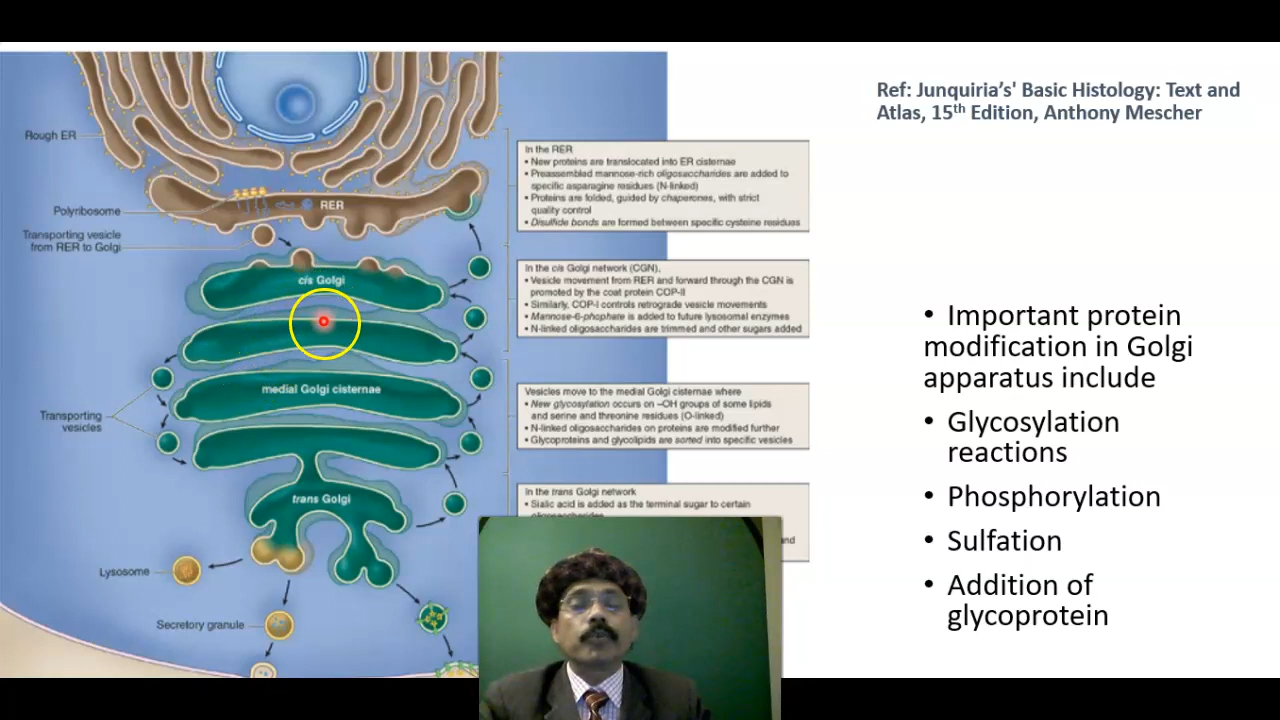 Ref: Junquiria's' Basic Histology: Text and
Atlas, 15th Edition, Anthony Mescher
Rough ER
Polyribosome
RER
Transporting vesicle
from RER to Golgi
cis Golgi
medial Golgi cisternae
Transporting
vesicles
trans Golgi
Lysosome
Secretory granule
In the RER
• New proteins are translocated into ER cisternae
• Preassembled mannose-rich oligosaccharides are added to
specific asparagine residues (N-linked)
• Proteins are folded, guided by chaperones, with strict
quality control
• Disulfide bonds are formed between specific cysteine residues
In the cis Golgi network (CGN),
• Vesicle movement from RER and forward through the CGN is
promoted by the coat protein COP-II
• Similarly, COP-I controls retrograde vesicle movements
• Mannose-6-phophate is added to future lysosomal enzymes
• N-linked oligosaccharides are trimmed and other sugars added
Vesicles move to the medial Golgi cisternae where
• New glycosylation occurs on –OH groups of some lipids
and serine and threonine residues (O-linked)
• N-linked oligosaccharides on proteins are modified further
• Glycoproteins and glycolipids are sorted into specific vesicles
In the trans Golgi network
• Sialic acid is added as the terminal sugar to certain
and
• Important protein
modification in Golgi
apparatus include
• Glycosylation
reactions
• Phosphorylation
• Sulfation
• Addition of
glycoprotein